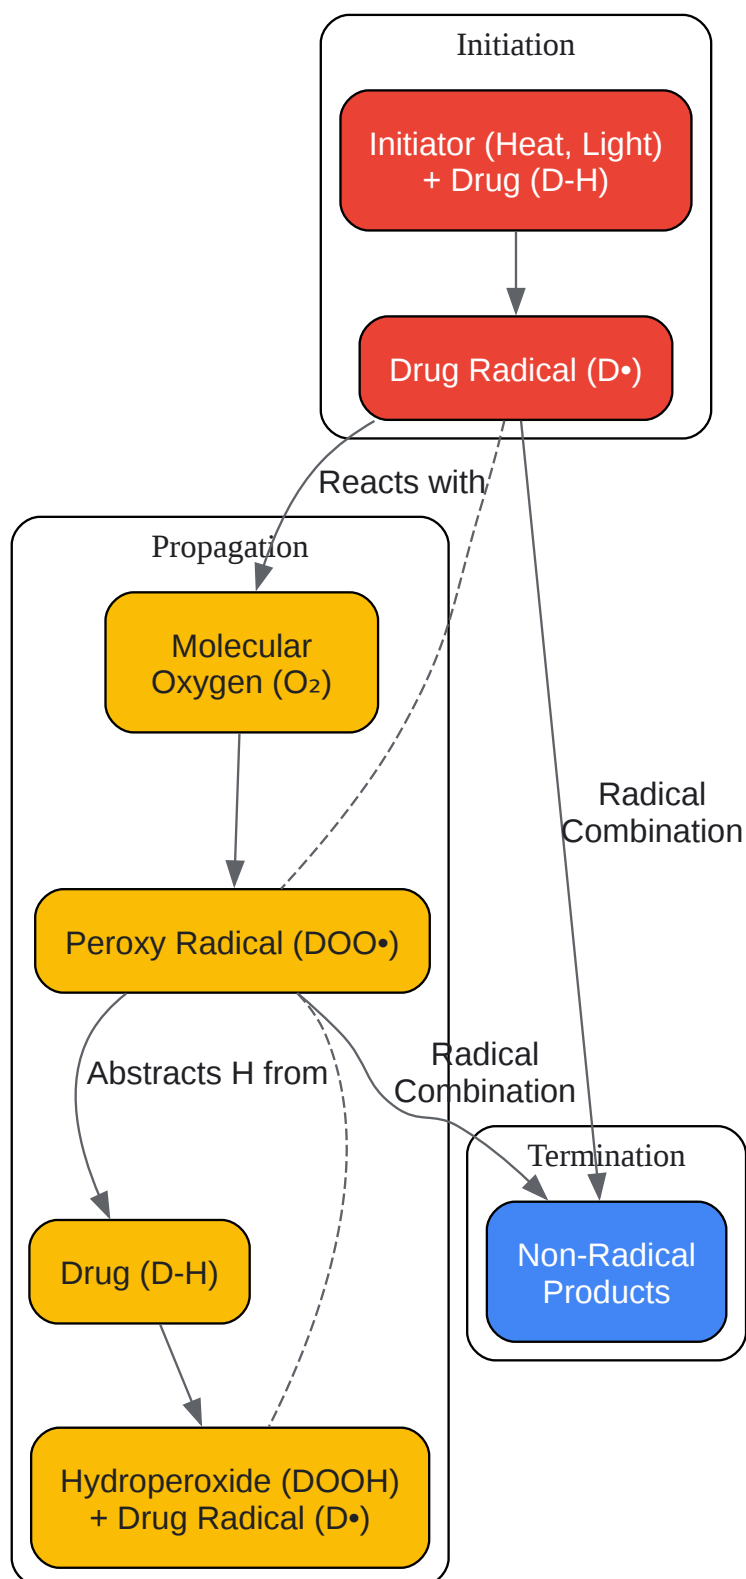 Initiation
Initiator (Heat, Light)
+ Drug (D-H)
Drug Radical (D•)
Reacts with
Propagation
Molecular
Oxygen (O₂)
Radical
Combination
Peroxy Radical (DOO•)
Abstracts H from
Radical
Combination
Termination
Non-Radical
Products
Drug (D-H)
Hydroperoxide (DOOH)
+ Drug Radical (D•)